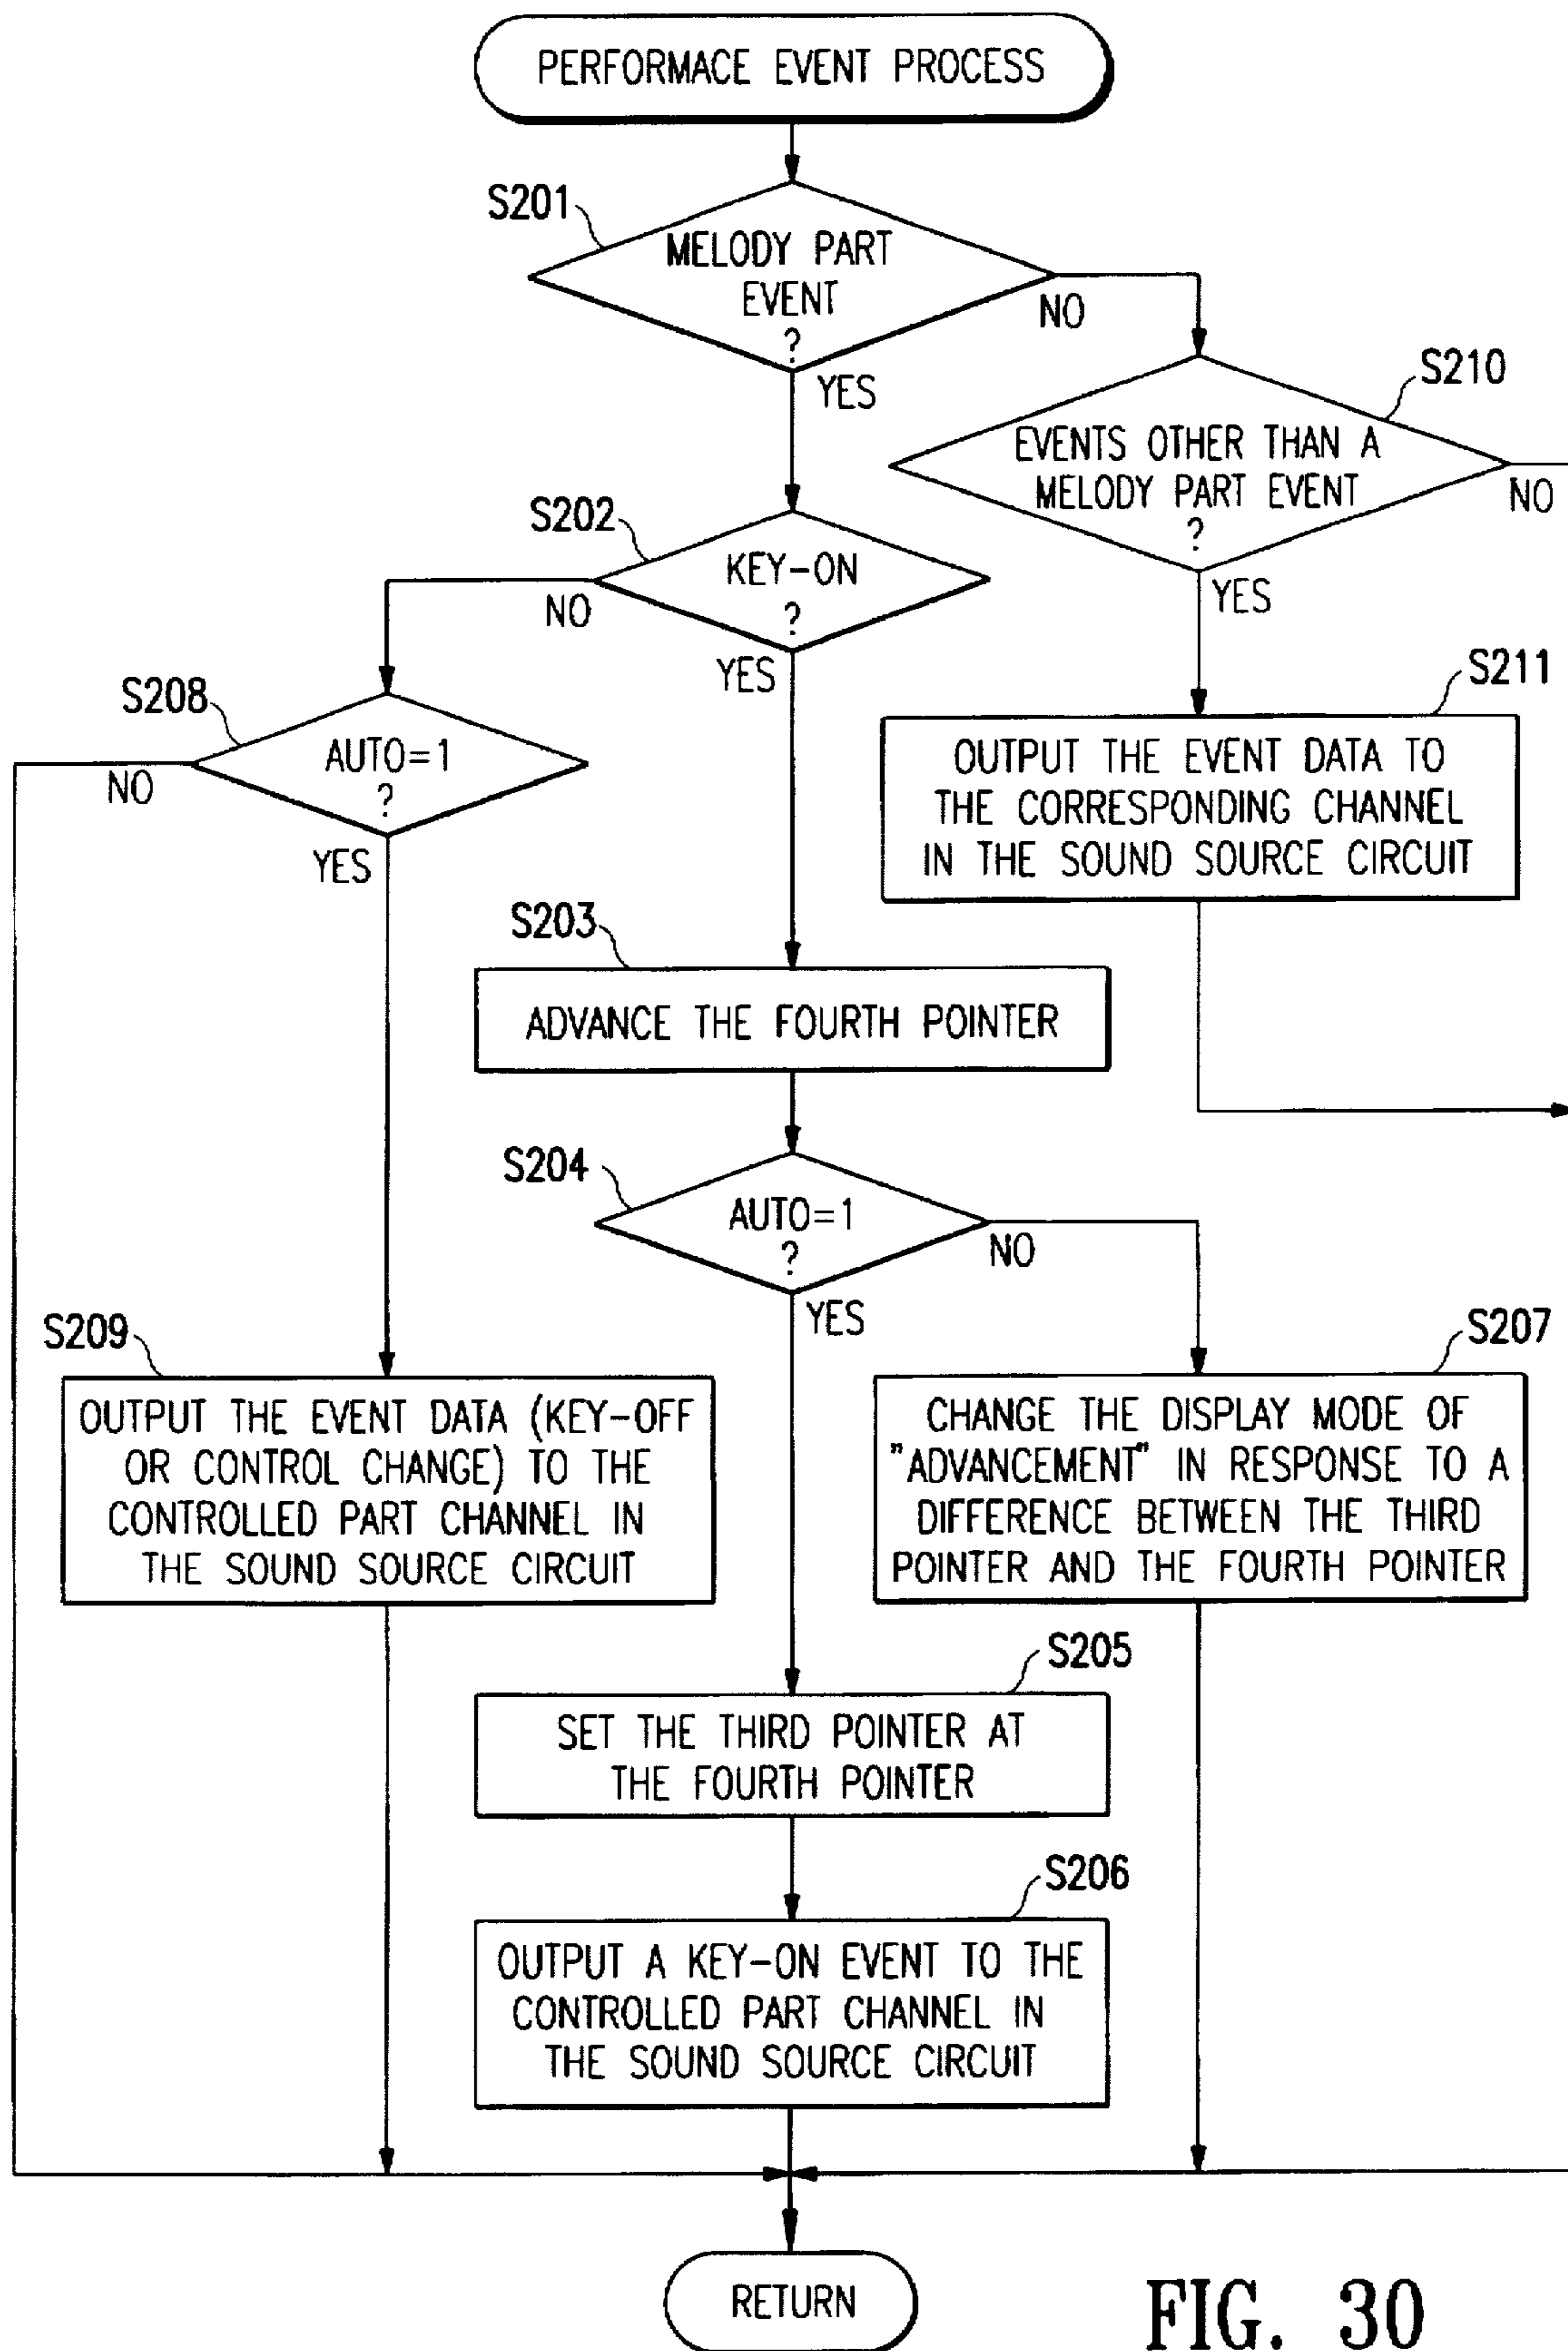 PERFORMACE EVENT PROCESS
S201
MELODY PART
EVENT
?
NO
YES
S210
EVENTS OTHER THAN A
MELODY PART EVENT
?
NO
YES
S202
KEY-ON
?
NO
YES
S208
AUTO=1
?
NO
YES
S211
OUTPUT THE EVENT DATA TO
THE CORRESPONDING CHANNEL
IN THE SOUND SOURCE CIRCUIT
S203
ADVANCE THE FOURTH POINTER
S204
AUTO=1
?
NO
YES
S209
OUTPUT THE EVENT DATA (KEY-OFF
OR CONTROL CHANGE) TO THE
CONTROLLED PART CHANNEL IN
THE SOUND SOURCE CIRCUIT
S207
CHANGE THE DISPLAY MODE OF
"ADVANCEMENT" IN RESPONSE TO A
DIFFERENCE BETWEEN THE THIRD
POINTER AND THE FOURTH POINTER
S205
SET THE THIRD POINTER AT
THE FOURTH POINTER
S206
OUTPUT A KEY-ON EVENT TO THE
CONTROLLED PART CHANNEL IN
THE SOUND SOURCE CIRCUIT
RETURN
FIG. 30